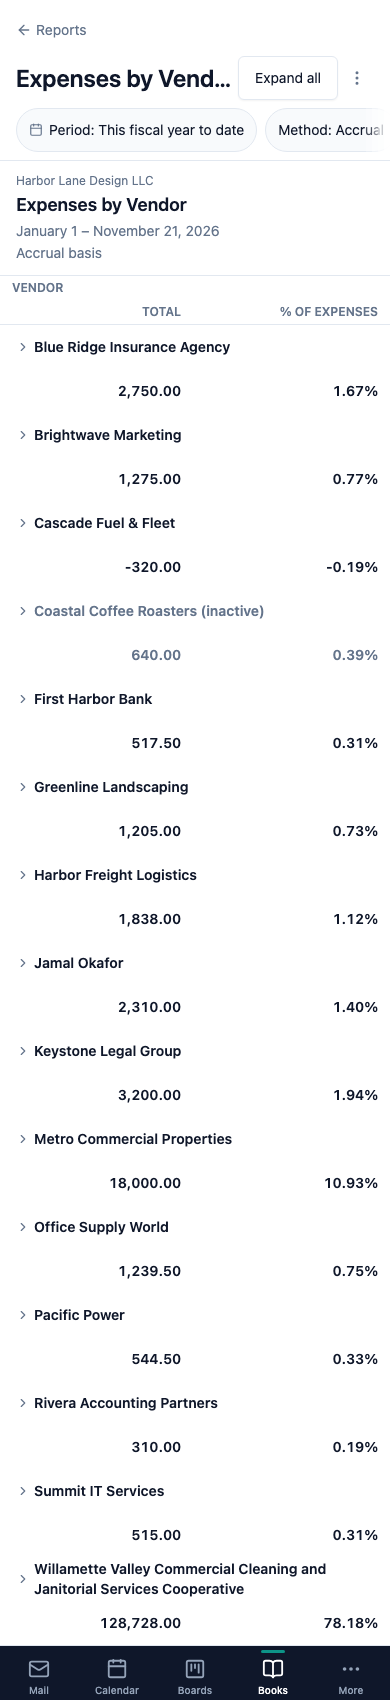 Reports
Expenses by Vend... Expand all
Period: This fiscal year to date Method: Accrual
Harbor Lane Design LLC
Expenses by Vendor
January 1 – November 21, 2026
Accrual basis
VENDOR
TOTAL % OF EXPENSES
Blue Ridge Insurance Agency
2,750.00 1.67%
Brightwave Marketing
1,275.00 0.77%
Cascade Fuel & Fleet
-320.00 -0.19%
Coastal Coffee Roasters (inactive)
640.00 0.39%
First Harbor Bank
517.50 0.31%
Greenline Landscaping
1,205.00 0.73%
Harbor Freight Logistics
1,838.00 1.12%
Jamal Okafor
2,310.00 1.40%
Keystone Legal Group
3,200.00 1.94%
Metro Commercial Properties
18,000.00 10.93%
Office Supply World
1,239.50 0.75%
Pacific Power
544.50 0.33%
Rivera Accounting Partners
310.00 0.19%
Summit IT Services
515.00 0.31%
Willamette Valley Commercial Cleaning and
Janitorial Services Cooperative
128,728.00 78.18%
Mail Calendar Boards Books More